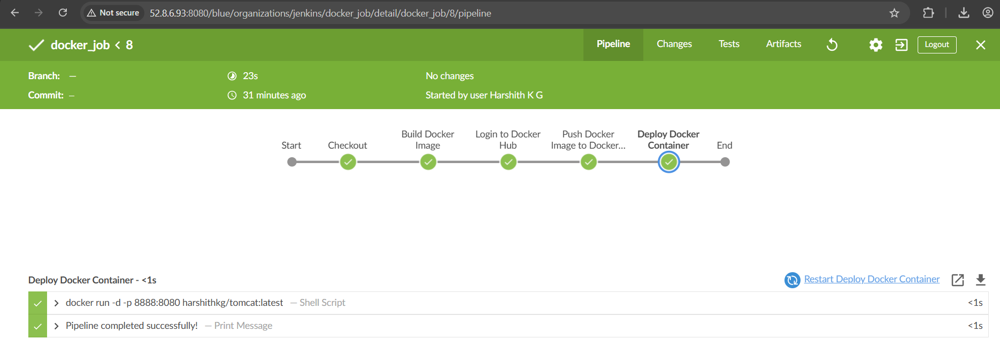 Not secure 52.8.6.93:8080/blue/organizations/jenkins/docker_job/detail/docker_job/8/pipeline
docker_job < 8 Pipeline Changes Tests Artifacts Logout
Branch: — 23s No changes
Commit: – 31 minutes ago Started by user Harshith K G
Start
Checkout
Build Docker
Image
Login to Docker
Hub
Push Docker
Image to Docker...
Deploy Docker
Container
End
Deploy Docker Container - <1s Restart Deploy Docker Container
docker run -d -p 8888:8080 harshithkg/tomcat:latest — Shell Script <1s
Pipeline completed successfully! — Print Message <1s